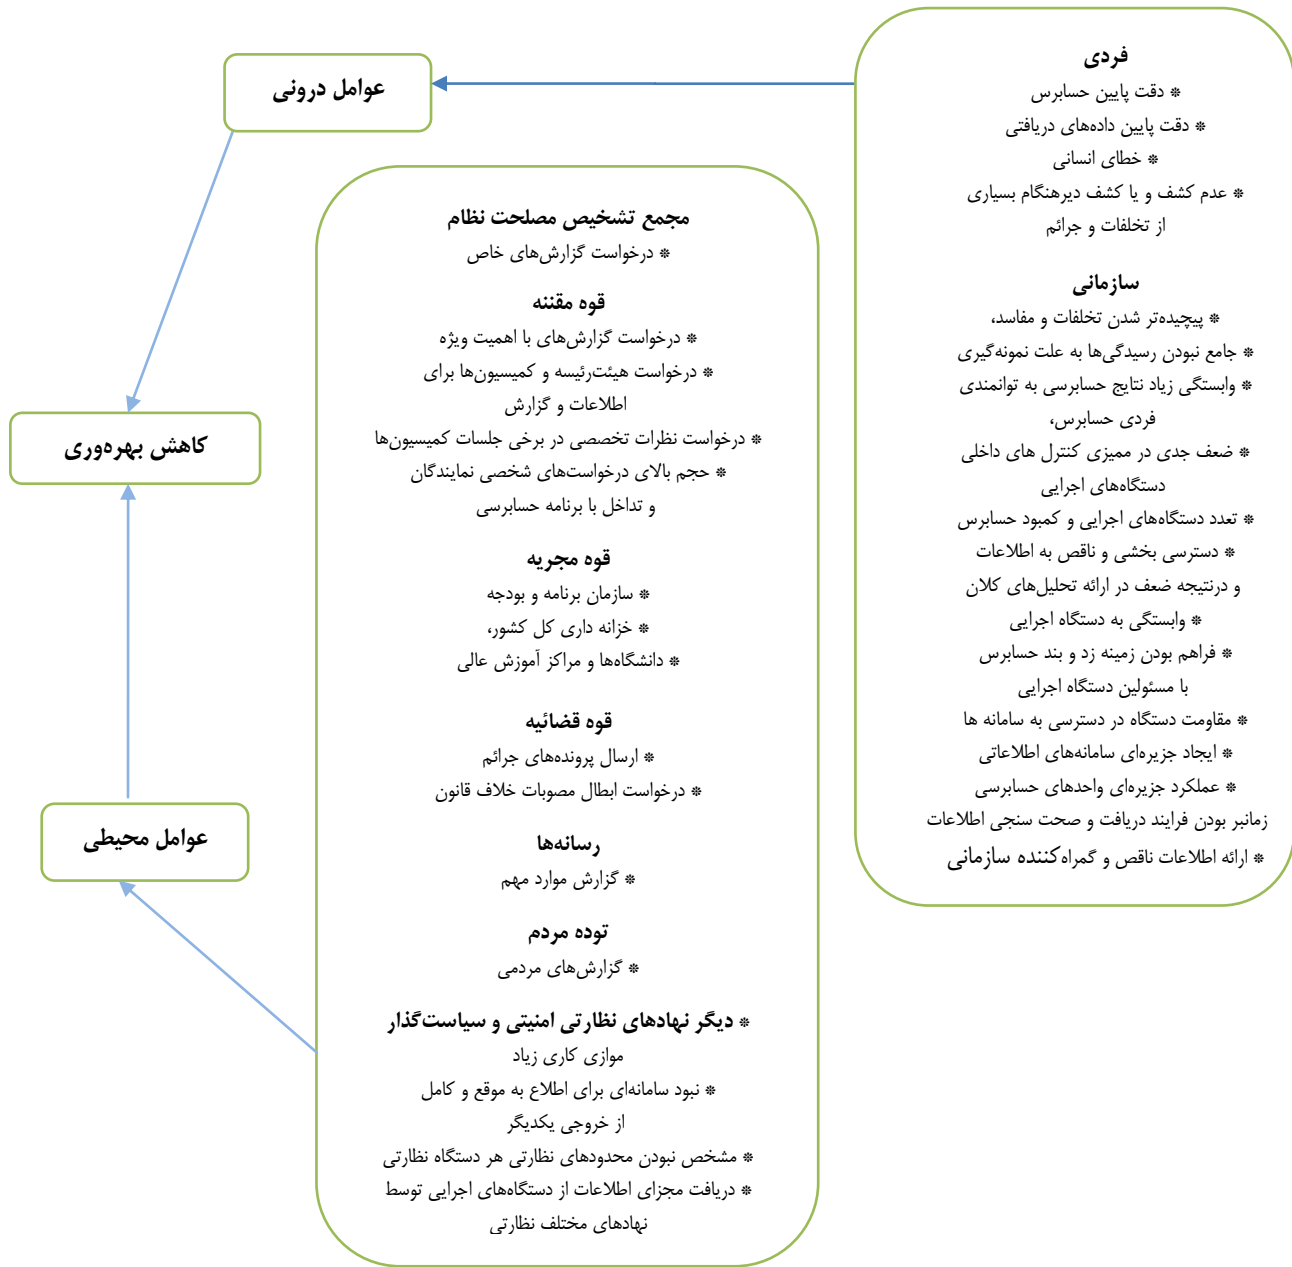 فردی
* دقت پایین حسابرس
* دقت پایین داده‌های دریافتی
* خطای انسانی
* عدم کشف و یا کشف دیرهنگام بسیاری
از تخلفات و جرائم
سازمانی
* پیچیده‌تر شدن تخلفات و مفاسد،
* جامع نبودن رسیدگی‌ها به علت نمونه‌گیری
* وابستگی زیاد نتایج حسابرسی به توانمندی
فردی حسابرس،
* ضعف جدی در ممیزی کنترل های داخلی
دستگاه‌های اجرایی
* تعدد دستگاه‌های اجرایی و کمبود حسابرس
* دسترسی بخشی و ناقص به اطلاعات
و درنتیجه ضعف در ارائه تحلیل‌های کلان
* وابستگی به دستگاه اجرایی
* فراهم بودن زمینه زد و بند حسابرس
با مسئولین دستگاه اجرایی
* مقاومت دستگاه در دسترسی به سامانه ها
* ایجاد جزیره‌ای سامانه‌های اطلاعاتی
* عملکرد جزیره‌ای واحدهای حسابرسی
زمانبر بودن فرایند دریافت و صحت سنجی اطلاعات
* ارائه اطلاعات ناقص و گمراه‌کننده سازمانی
عوامل درونی
مجمع تشخیص مصلحت نظام
* درخواست گزارش‌های خاص
قوه مقننه
* درخواست گزارش‌های با اهمیت ویژه
* درخواست هیئت‌رئیسه و کمیسیون‌ها برای
اطلاعات و گزارش
* درخواست نظرات تخصصی در برخی جلسات کمیسیون‌ها
* حجم بالای درخواست‌های شخصی نمایندگان
و تداخل با برنامه حسابرسی
قوه مجریه
* سازمان برنامه و بودجه
* خزانه داری کل کشور،
* دانشگاه‌ها و مراکز آموزش عالی
قوه قضائیه
* ارسال پرونده‌های جرائم
* درخواست ابطال مصوبات خلاف قانون
رسانه‌ها
* گزارش موارد مهم
توده مردم
* گزارش‌های مردمی
* دیگر نهادهای نظارتی امنیتی و سیاست‌گذار
موازی کاری زیاد
* نبود سامانه‌ای برای اطلاع به موقع و کامل
از خروجی یکدیگر
* مشخص نبودن محدودهای نظارتی هر دستگاه نظارتی
* دریافت مجزای اطلاعات از دستگاه‌های اجرایی توسط
نهادهای مختلف نظارتی
کاهش بهره‌وری
عوامل محیطی